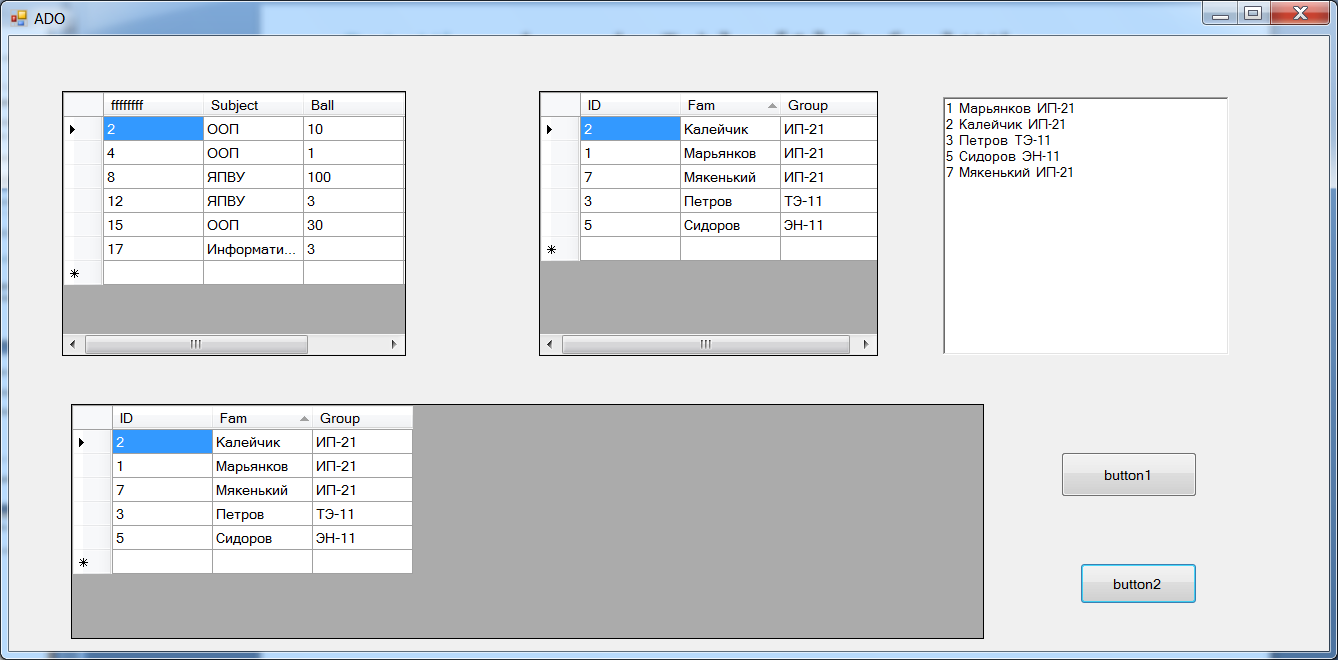 ADO
ffffffff Subject Ball
2 ООП 10
4 ООП 1
8 ЯПВУ 100
12 ЯПВУ 3
15 ООП 30
17 Информати... 3
ID Fam Group
2 Калейчик ИП-21
1 Марьянков ИП-21
7 Мякенький ИП-21
3 Петров ТЭ-11
5 Сидоров ЭН-11
1 Марьянков ИП-21
2 Калейчик ИП-21
3 Петров ТЭ-11
5 Сидоров ЭН-11
7 Мякенький ИП-21
ID Fam Group
2 Калейчик ИП-21
1 Марьянков ИП-21
7 Мякенький ИП-21
3 Петров ТЭ-11
5 Сидоров ЭН-11
button1
button2